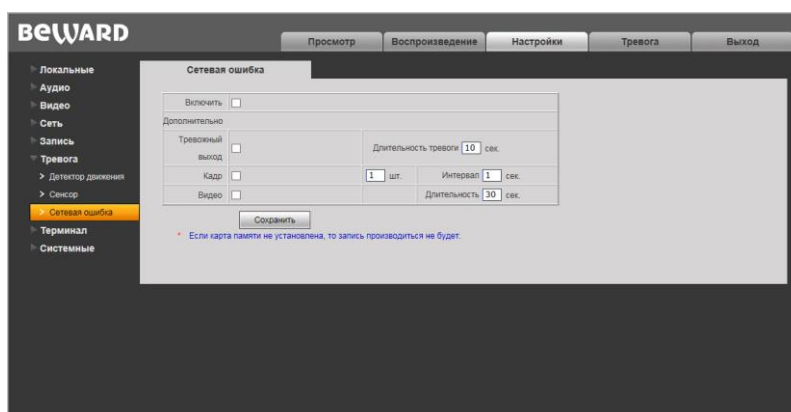 BEWARD
Просмотр Воспроизведение Настройки Тревога Выход
Локальные
Аудио
Видео
Сеть
Запись
Тревога
Детектор движения
Сенсор
Сетевая ошибка
Терминал
Системные
Сетевая ошибка
Включить
Дополнительно
Тревожный выход Длительность тревоги 10 сек.
Кадр 1 шт. Интервал 1 сек.
Видео Длительность 30 сек.
Сохранить
* Если карта памяти не установлена, то запись производиться не будет.